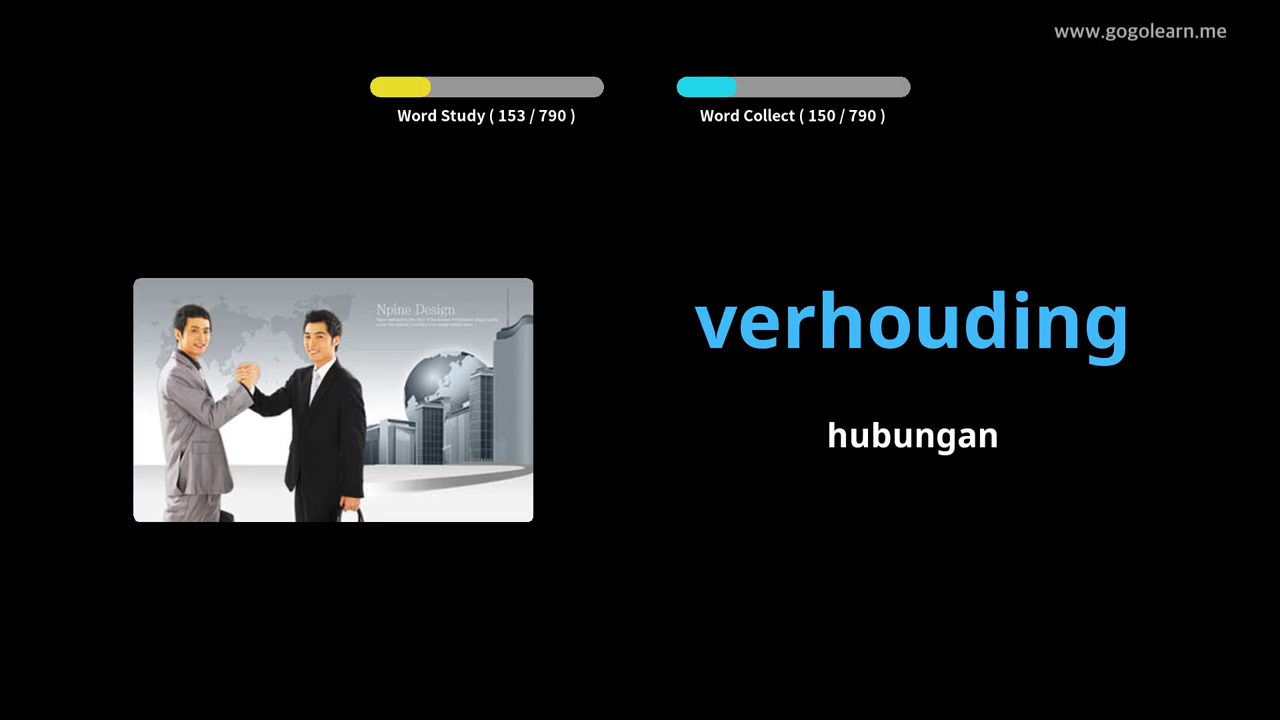 www.gogolearn.me
Word Study ( 153 / 790 )
Word Collect ( 150 / 790 )
Npine Design
verhouding
hubungan